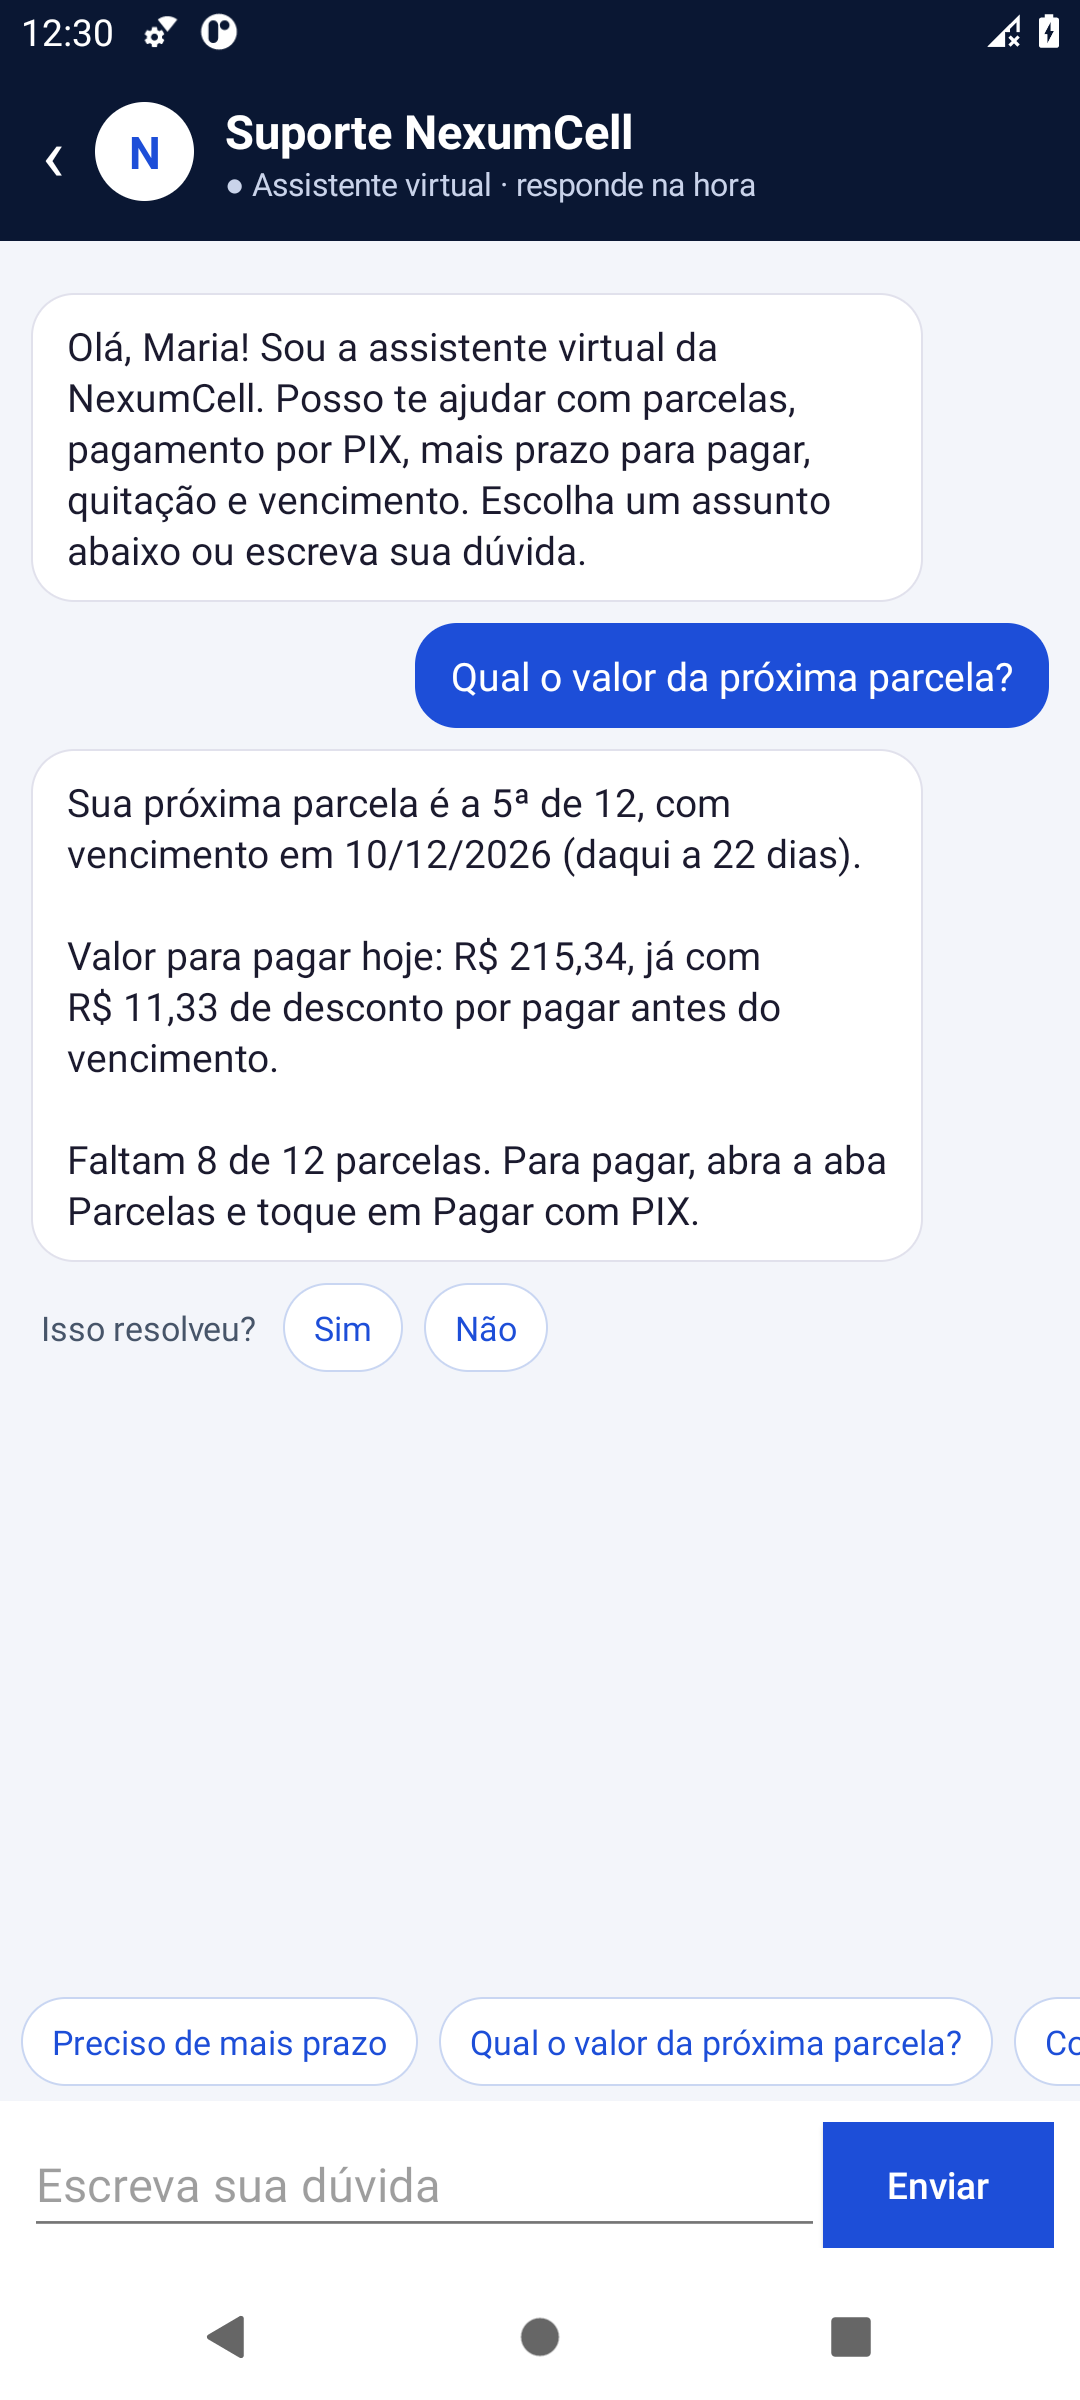 12:30
‹
N
Suporte NexumCell
● Assistente virtual · responde na hora
Olá, Maria! Sou a assistente virtual da
NexumCell. Posso te ajudar com parcelas,
pagamento por PIX, mais prazo para pagar,
quitação e vencimento. Escolha um assunto
abaixo ou escreva sua dúvida.
Qual o valor da próxima parcela?
Sua próxima parcela é a 5ª de 12, com
vencimento em 10/12/2026 (daqui a 22 dias).
Valor para pagar hoje: R$ 215,34, já com
R$ 11,33 de desconto por pagar antes do
vencimento.
Faltam 8 de 12 parcelas. Para pagar, abra a aba
Parcelas e toque em Pagar com PIX.
Isso resolveu? Sim Não
Preciso de mais prazo Qual o valor da próxima parcela?
Escreva sua dúvida Enviar